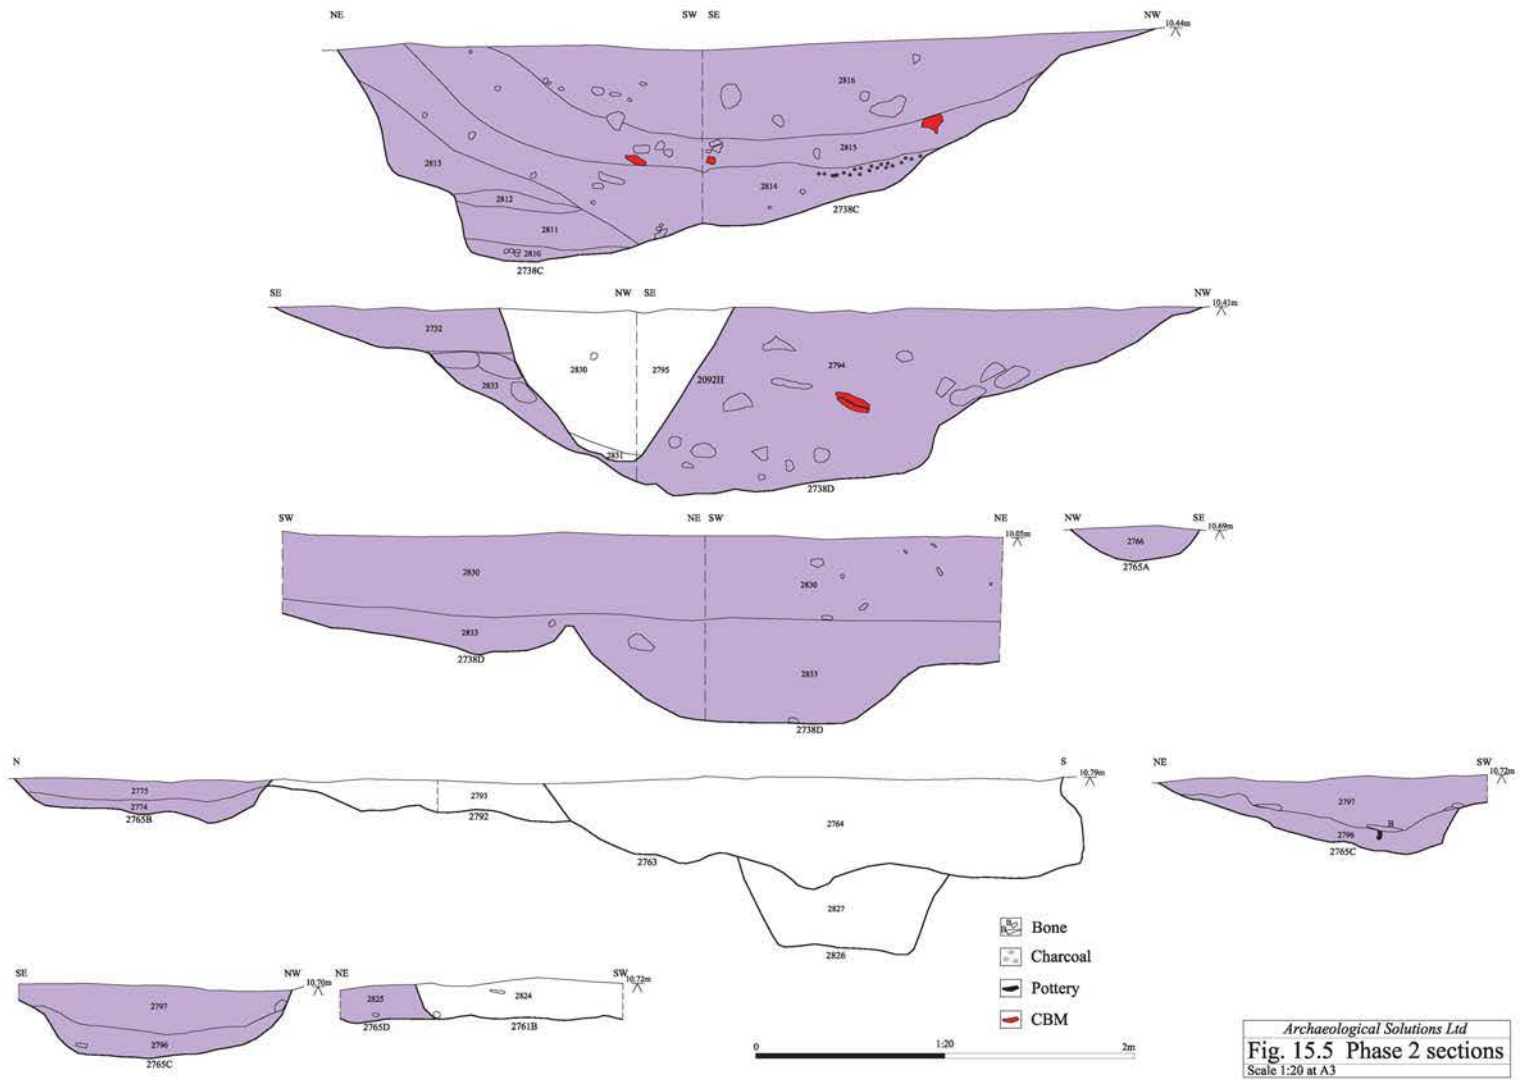 NE SW SE NW
10.44m
2816
2815
2813
2814
2812
2738C
2811
2810
2738C
SE NW SE NW
10.41m
2732
2830 2795 2794
2092H
2833
2831
2738D
SW NE SW NE
10.05m
2830 2830
2833
2738D
2833
2738D
NW SE
10.69m
2766
2765A
N S
10.79m
2775
2774
2765B
2793
2792
2764
2763
2827
2826
NE SW
10.72m
2797
B
2796
2765C
SE NW
10.70m
2797
2796
2765C
NE SW
10.72m
2825 2824
2765D 2761B
B
B
Bone
Charcoal
Pottery
CBM
0 1:20 2m
Archaeological Solutions Ltd
Fig. 15.5 Phase 2 sections
Scale 1:20 at A3